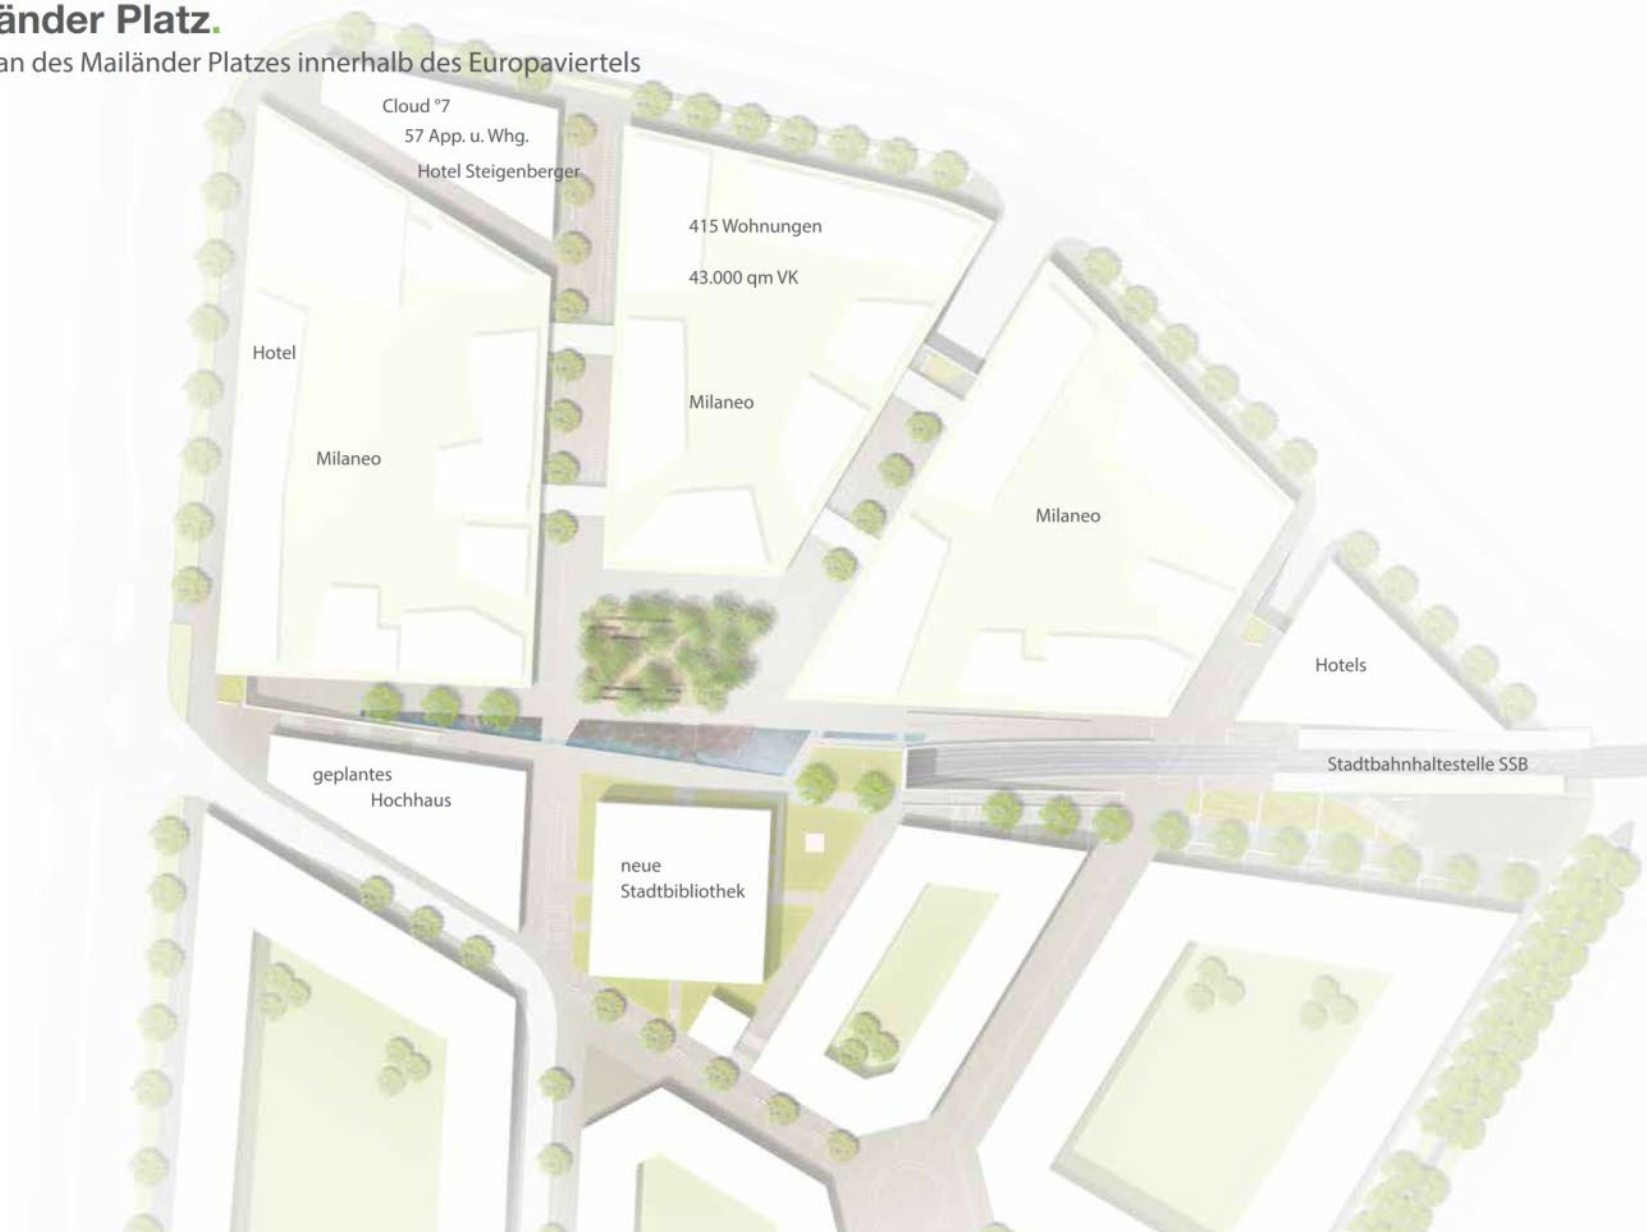 änder Platz.
an des Mailänder Platzes innerhalb des Europaviertels
Cloud °7
57 App. u. Whg.
Hotel Steigenberger
415 Wohnungen
43.000 qm VK
Hotel
Milaneo
Milaneo
Milaneo
Hotels
Stadtbahnhaltestelle SSB
geplantes
Hochhaus
neue
Stadtbibliothek